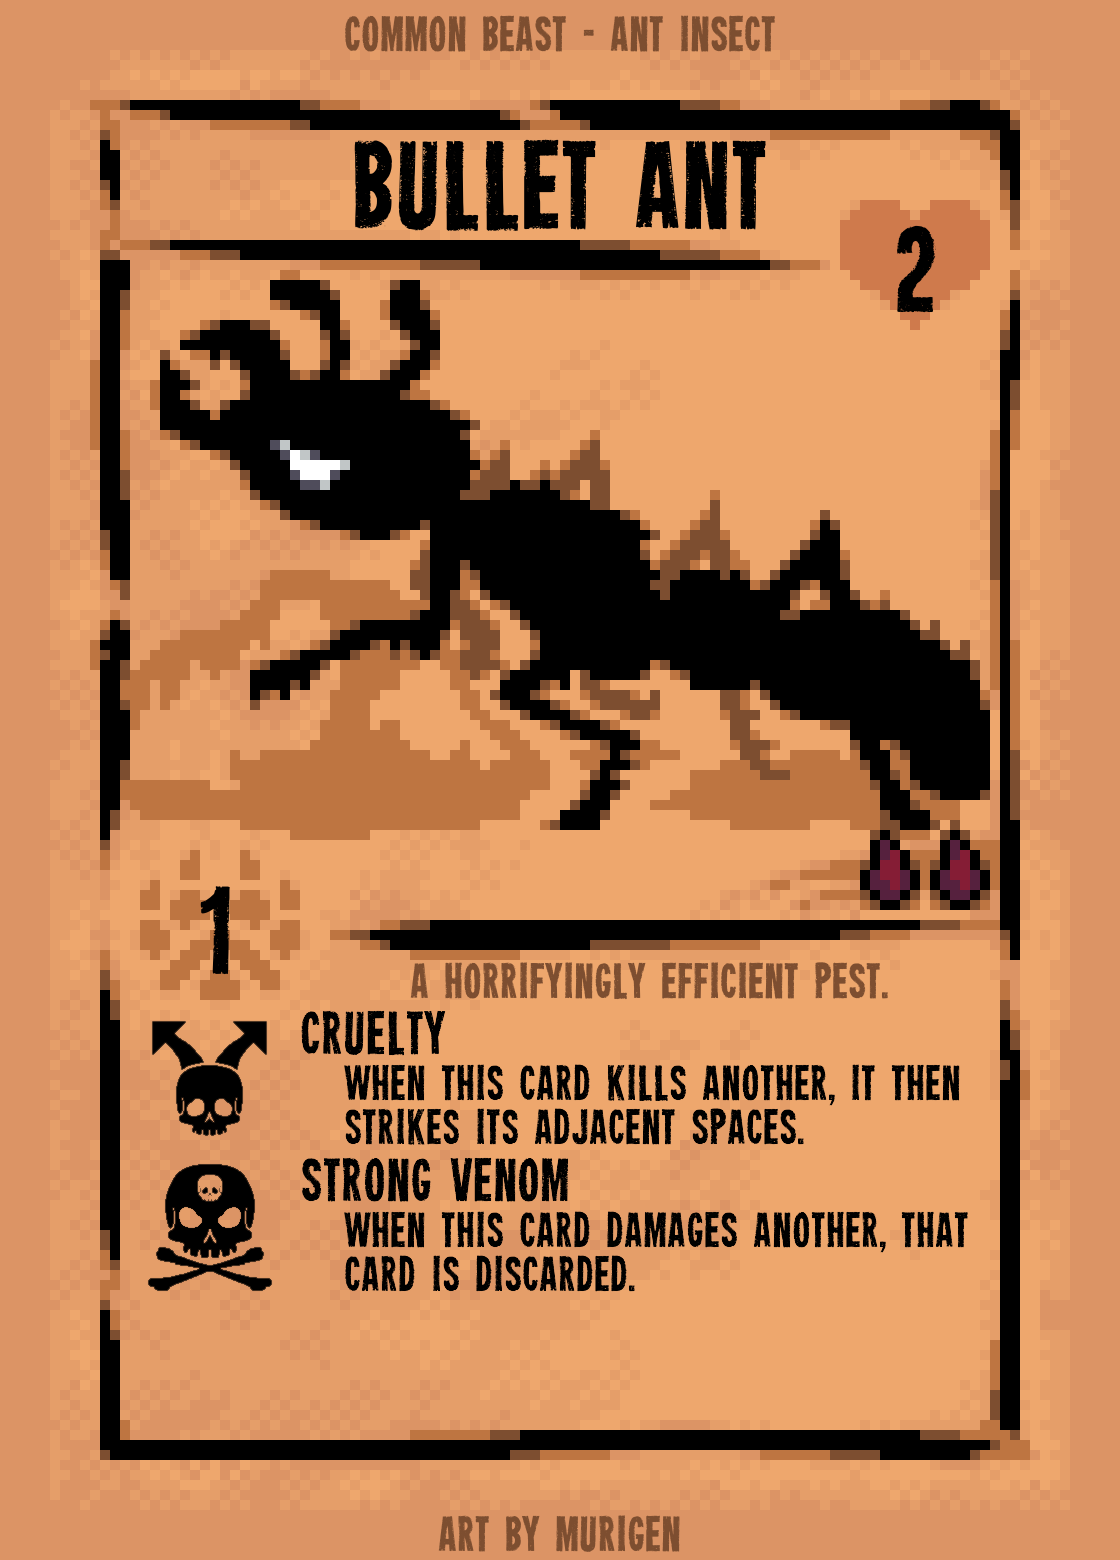 COMMON BEAST - ANT INSECT
BULLET ANT
2
1
A HORRIFYINGLY EFFICIENT PEST.
CRUELTY
WHEN THIS CARD KILLS ANOTHER, IT THEN
STRIKES ITS ADJACENT SPACES.
STRONG VENOM
WHEN THIS CARD DAMAGES ANOTHER, THAT
CARD IS DISCARDED.
ART BY MURIGEN